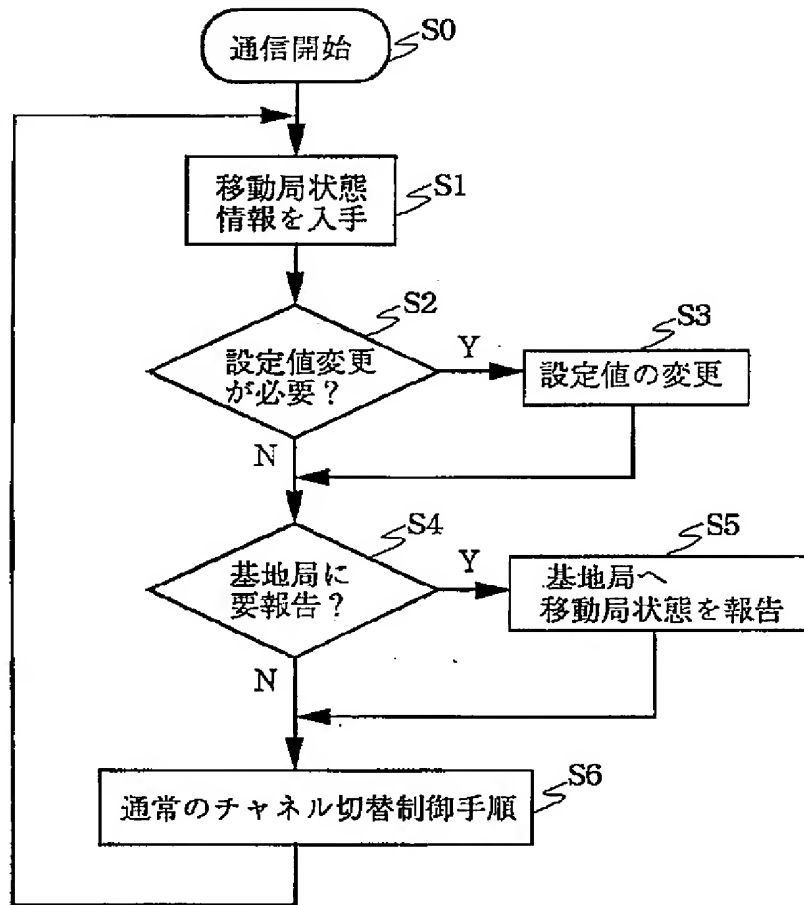 通信開始
S0
移動局状態
情報を入手
S1
S2
設定値変更
が必要？
Y
S3
設定値の変更
N
S4
基地局に
要報告？
Y
S5
基地局へ
移動局状態を報告
N
S6
通常のチャネル切替制御手順